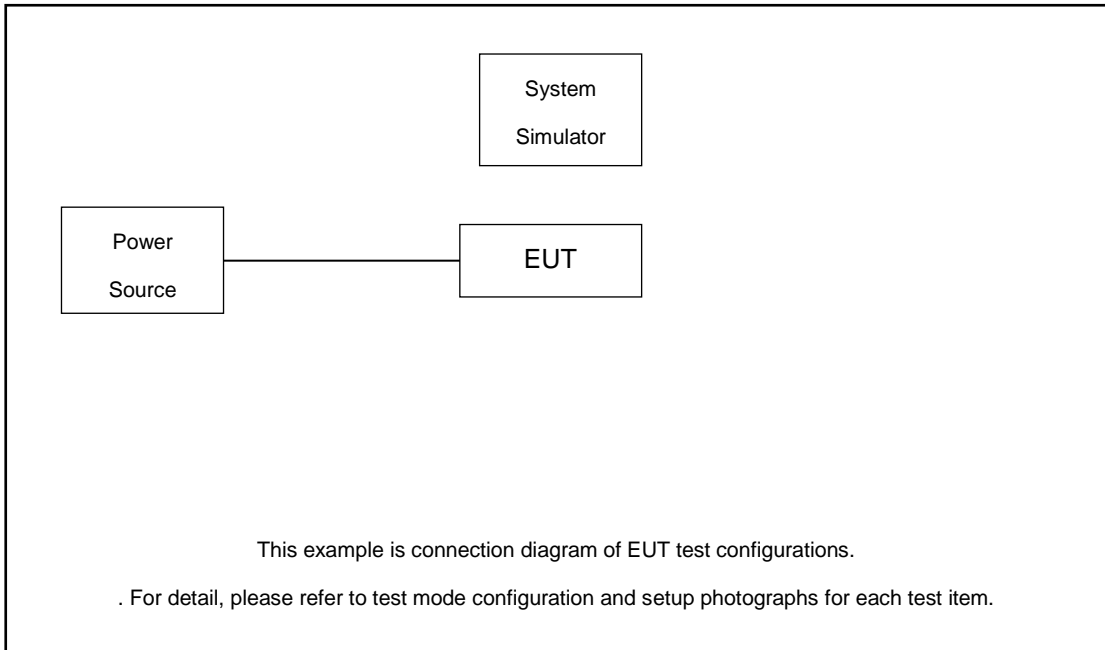 System
Simulator
Power
Source
EUT
This example is connection diagram of EUT test configurations.
. For detail, please refer to test mode configuration and setup photographs for each test item.